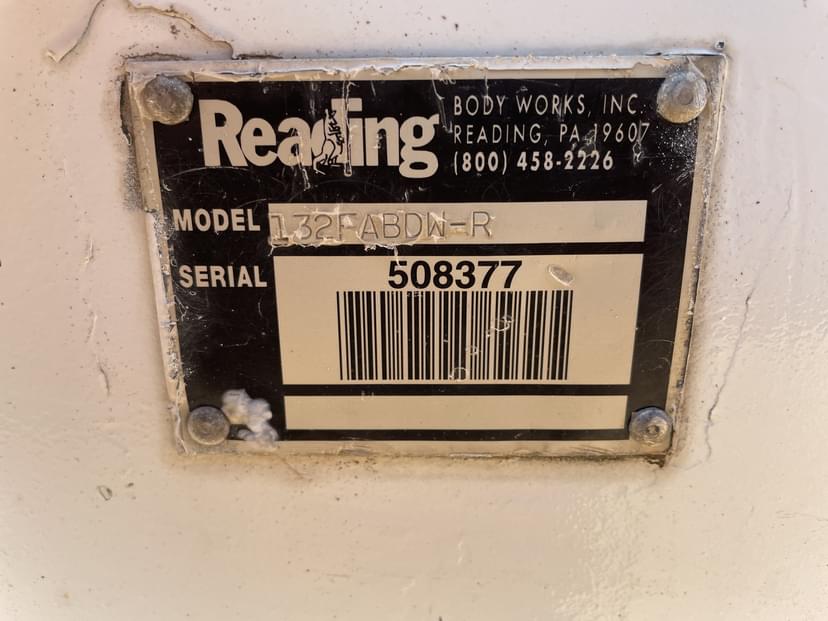 Reading
BODY WORKS, INC.
READING, PA 19607
(800) 458-2226
MODEL 132FABDW-R
SERIAL 508377